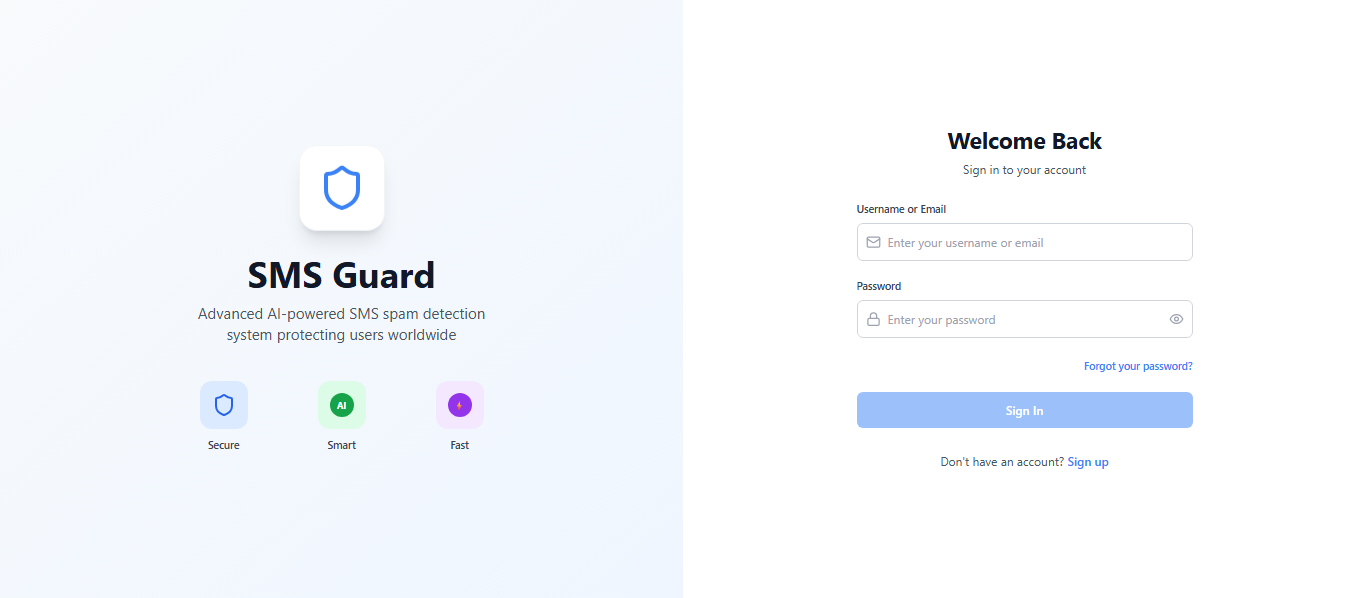 SMS Guard
Advanced AI-powered SMS spam detection
system protecting users worldwide
AI
Secure
Smart
Fast
Welcome Back
Sign in to your account
Username or Email
Enter your username or email
Password
Enter your password
Forgot your password?
Sign In
Don't have an account? Sign up